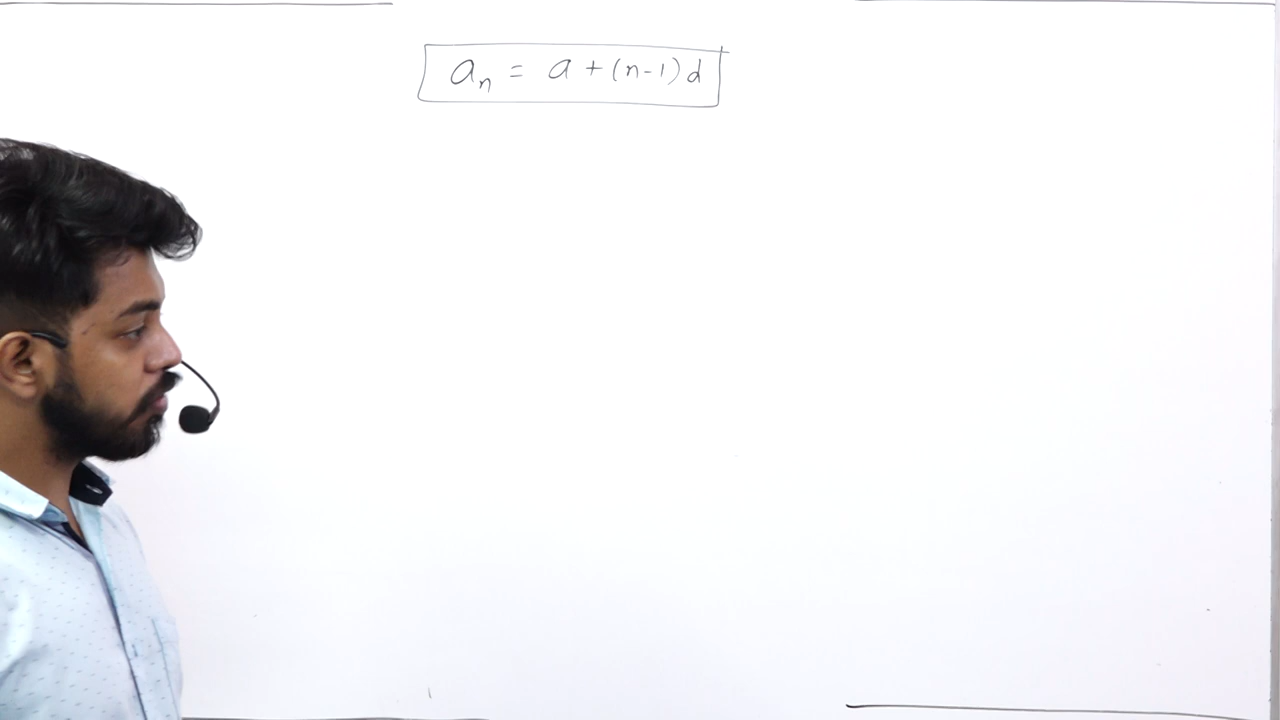 aₙ = a + (n-1) d